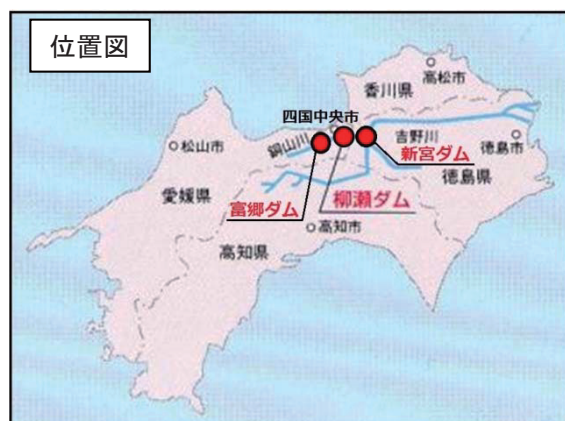 位置図
香川県
高松市
四国中央市
銅山川
吉野川
松山市
新宮ダム
徳島市
愛媛県
徳島県
富郷ダム
柳瀬ダム
高知市
高知県